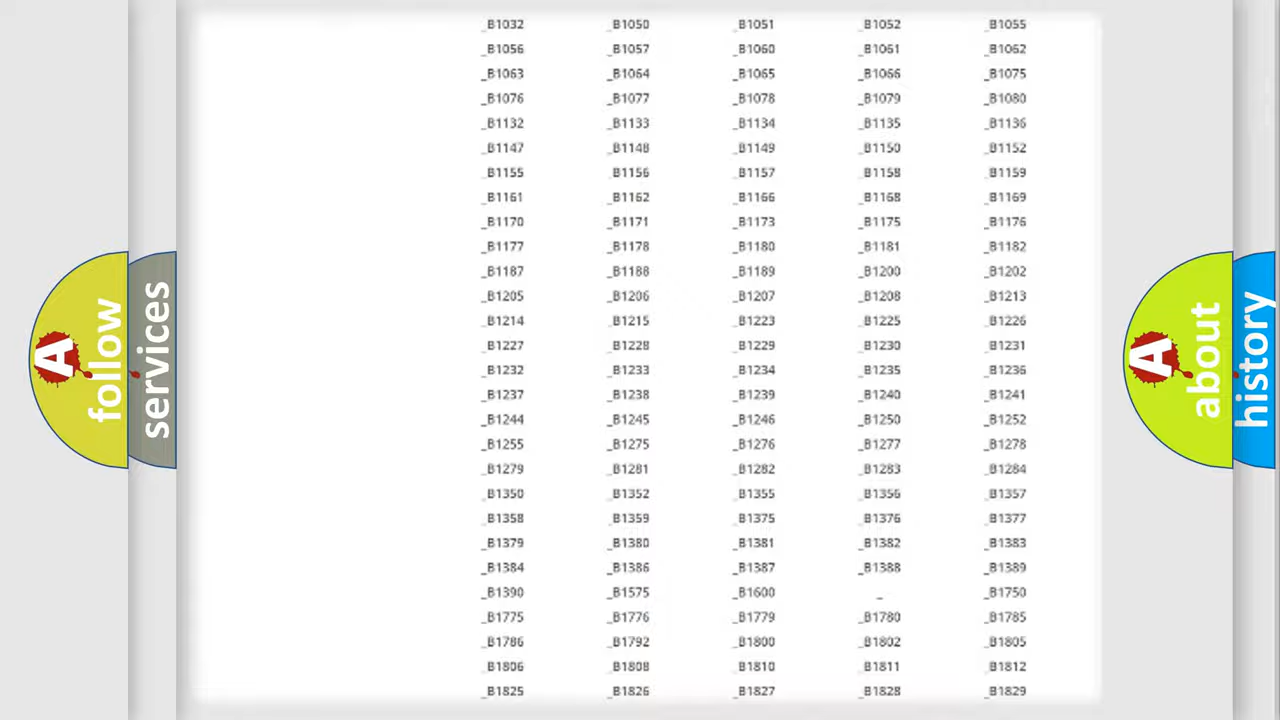 _B1032 _B1050 _B1051 _B1052 _B1055
_B1056 _B1057 _B1060 _B1061 _B1062
_B1063 _B1064 _B1065 _B1066 _B1075
_B1076 _B1077 _B1078 _B1079 _B1080
_B1132 _B1133 _B1134 _B1135 _B1136
_B1147 _B1148 _B1149 _B1150 _B1152
_B1155 _B1156 _B1157 _B1158 _B1159
_B1161 _B1162 _B1166 _B1168 _B1169
_B1170 _B1171 _B1173 _B1175 _B1176
_B1177 _B1178 _B1180 _B1181 _B1182
_B1187 _B1188 _B1189 _B1200 _B1202
_B1205 _B1206 _B1207 _B1208 _B1213
_B1214 _B1215 _B1223 _B1225 _B1226
_B1227 _B1228 _B1229 _B1230 _B1231
_B1232 _B1233 _B1234 _B1235 _B1236
_B1237 _B1238 _B1239 _B1240 _B1241
_B1244 _B1245 _B1246 _B1250 _B1252
_B1255 _B1275 _B1276 _B1277 _B1278
_B1279 _B1281 _B1282 _B1283 _B1284
_B1350 _B1352 _B1355 _B1356 _B1357
_B1358 _B1359 _B1375 _B1376 _B1377
_B1379 _B1380 _B1381 _B1382 _B1383
_B1384 _B1386 _B1387 _B1388 _B1389
_B1390 _B1575 _B1600 _ _B1750
_B1775 _B1776 _B1779 _B1780 _B1785
_B1786 _B1792 _B1800 _B1802 _B1805
_B1806 _B1808 _B1810 _B1811 _B1812
_B1825 _B1826 _B1827 _B1828 _B1829
A
follow
services
A
about
history